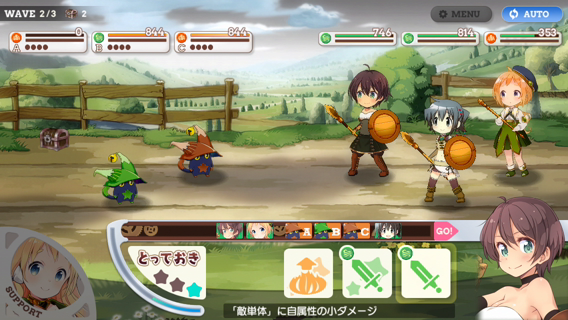 WAVE 2/3 2
MENU
AUTO
0
844
844
746
814
353
A
B
C
A
B
C
GO!
とっておき
SUPPORT
「敵単体」に自属性の小ダメージ